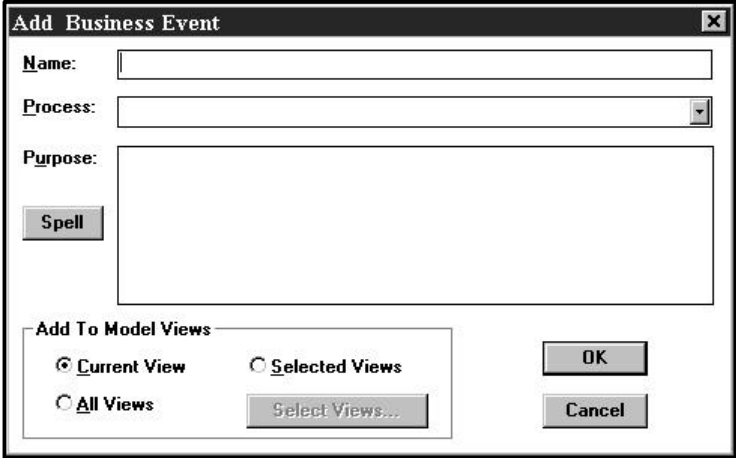 Add Business Event
Name:
Process:
Purpose:
Spell
Add To Model Views
Current View Selected Views
All Views Select Views...
OK
Cancel